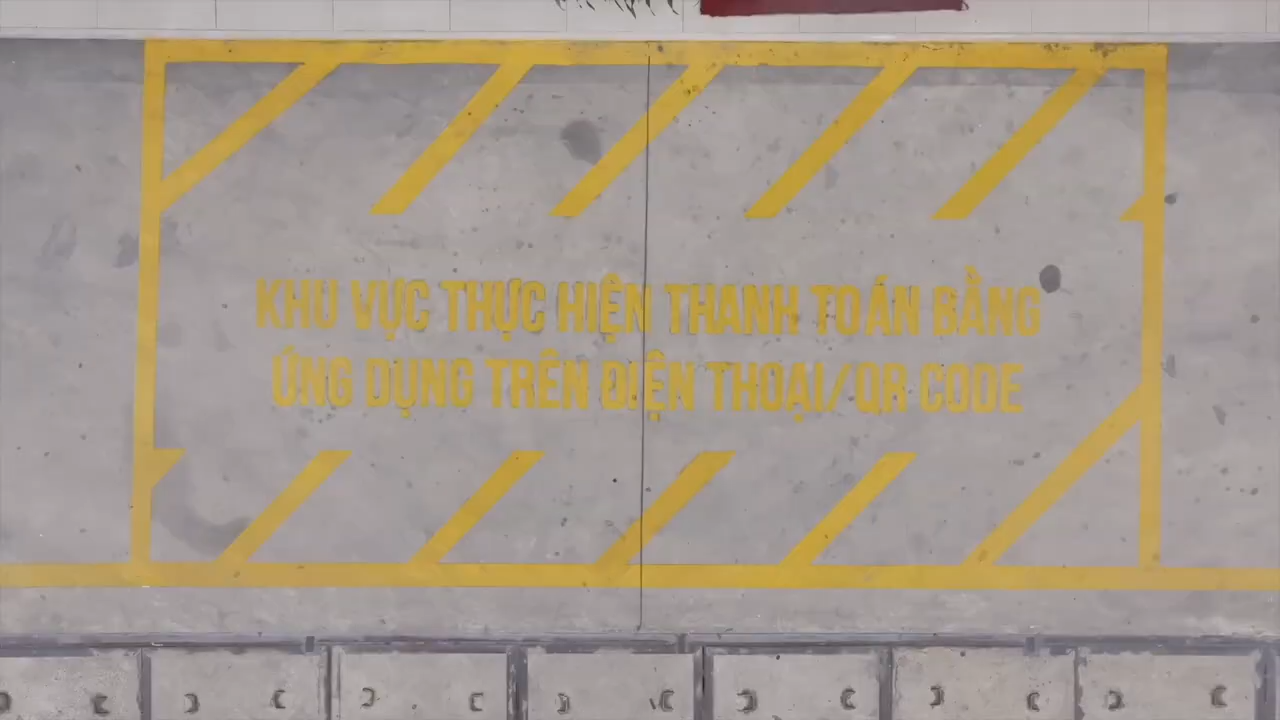 KHU VỰC THỰC HIỆN THANH TOÁN BẰNG
ỨNG DỤNG TRÊN ĐIỆN THOẠI/QR CODE